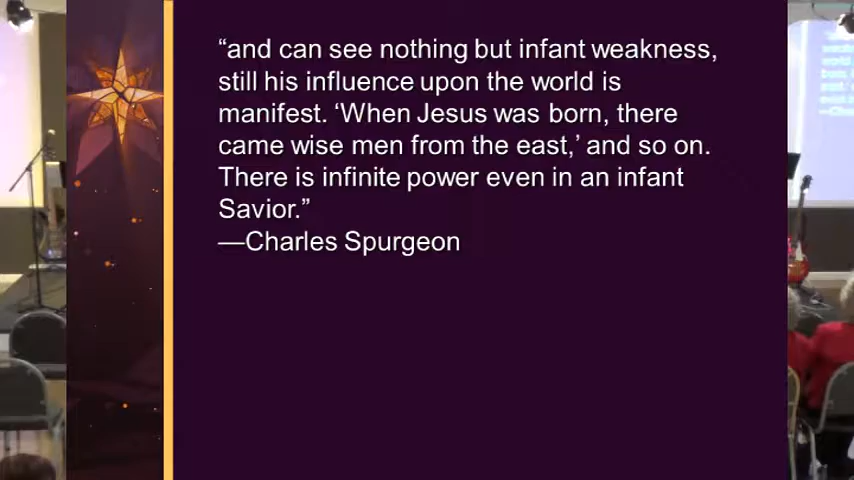 “and can see nothing but infant weakness,
still his influence upon the world is
manifest. ‘When Jesus was born, there
came wise men from the east,’ and so on.
There is infinite power even in an infant
Savior.”
—Charles Spurgeon